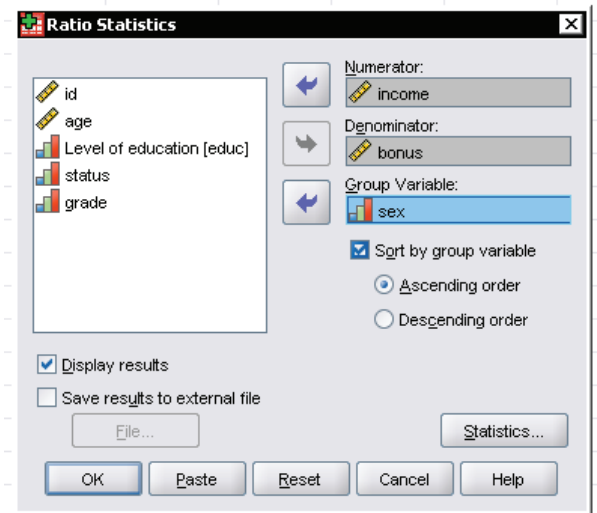 Ratio Statistics
id
age
Level of education [educ]
status
grade
Numerator:
income
Denominator:
bonus
Group Variable:
sex
Sort by group variable
Ascending order
Descending order
Display results
Save results to external file
File...
Statistics...
OK Paste Reset Cancel Help